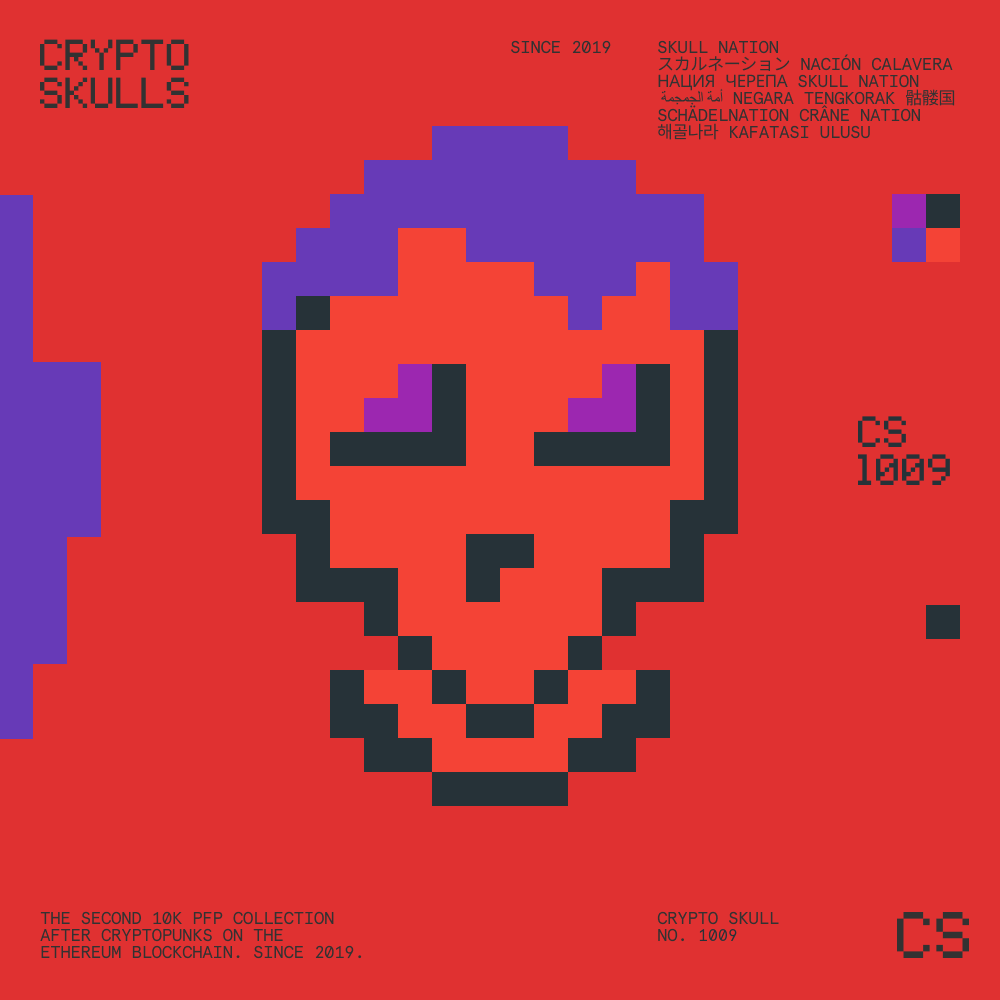 CRYPTO
SKULLS
SINCE 2019
SKULL NATION
スカルネーション NACIÓN CALAVERA
НАЦИЯ ЧЕРЕПА SKULL NATION
أمة الجمجمة NEGARA TENGKORAK 骷髅国
SCHÄDELNATION CRÂNE NATION
해골나라 KAFATASI ULUSU
CS
1009
THE SECOND 10K PFP COLLECTION
AFTER CRYPTOPUNKS ON THE
ETHEREUM BLOCKCHAIN. SINCE 2019.
CRYPTO SKULL
NO. 1009
CS